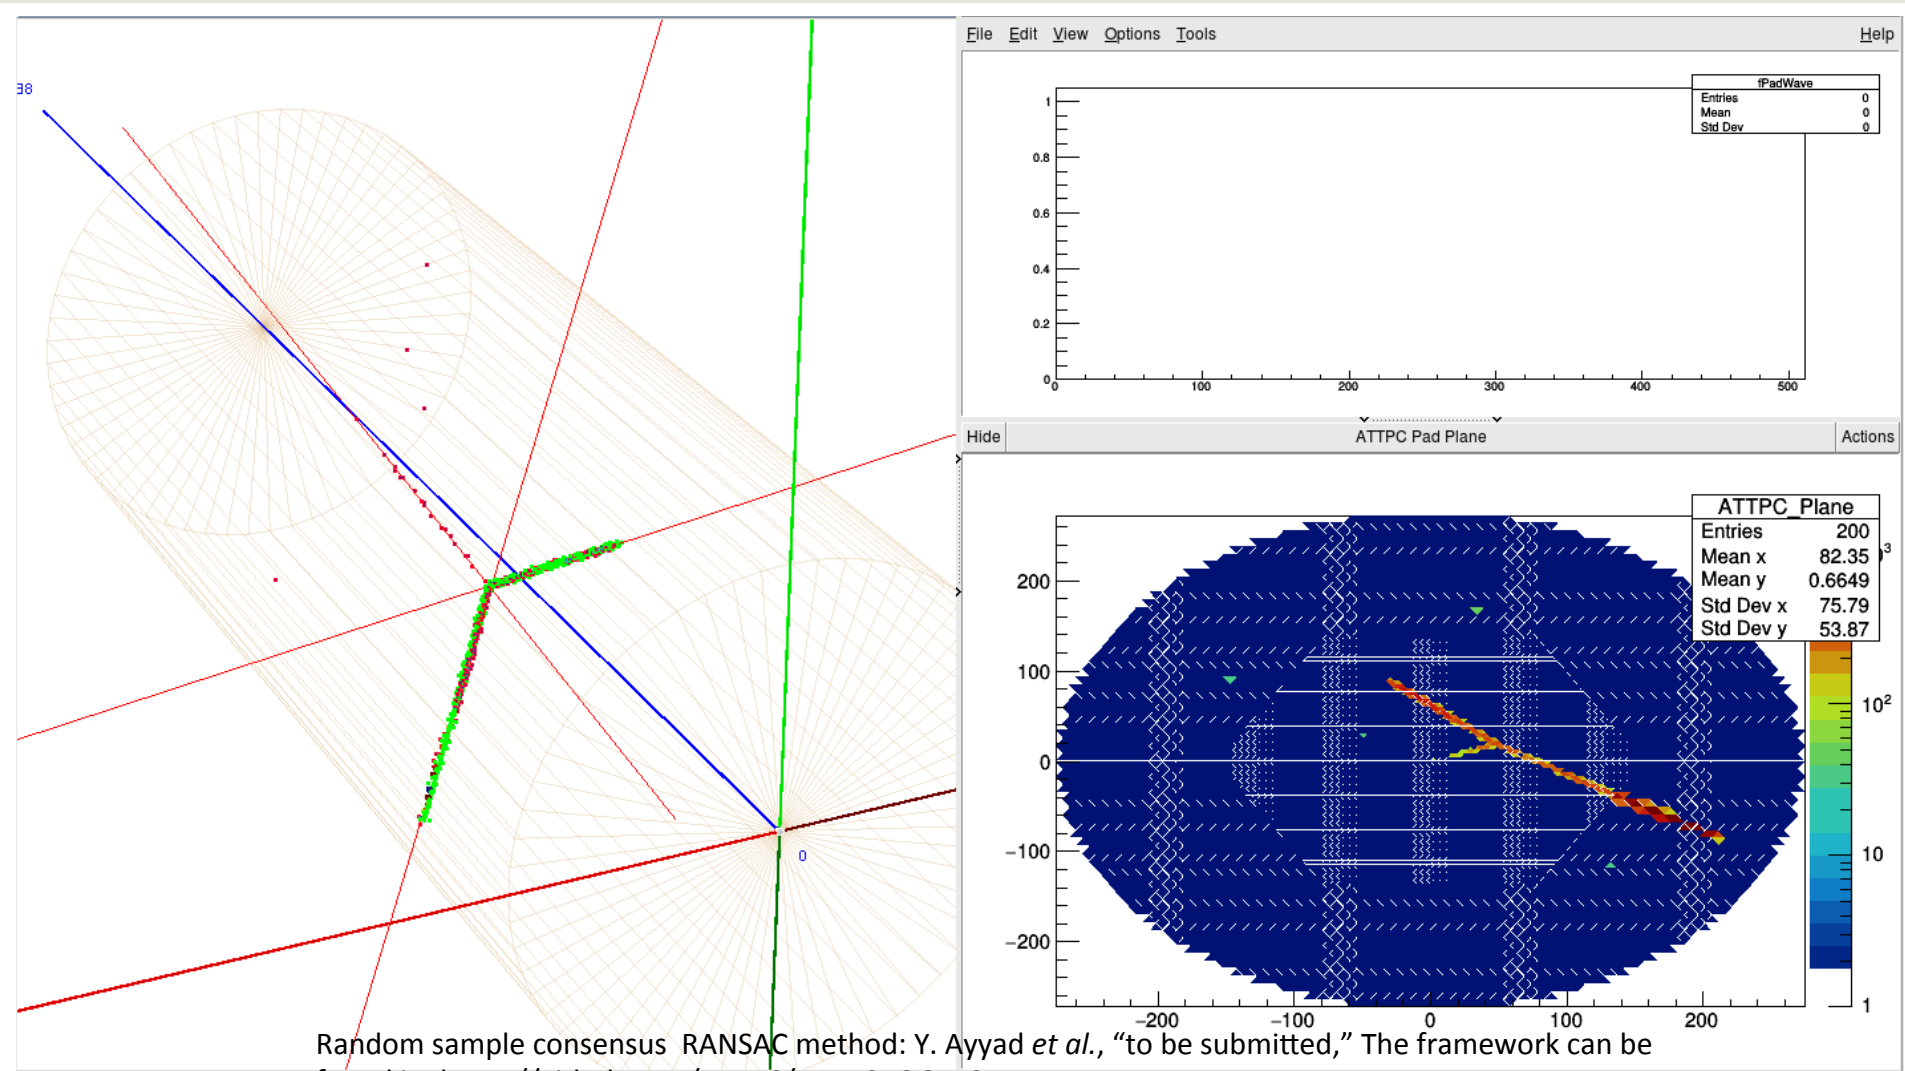 38
0
File Edit View Options Tools Help
fPadWave
Entries 0
Mean 0
Std Dev 0
1
0.8
0.6
0.4
0.2
0
0 100 200 300 400 500
Hide ATTPC Pad Plane Actions
ATTPC_Plane
Entries 200
Mean x 82.35
Mean y 0.6649
Std Dev x 75.79
Std Dev y 53.87
200
100
0
−100
−200
−200 −100 0 100 200
3
10²
10
1
Random sample consensus RANSAC method: Y. Ayyad et al., “to be submitted,” The framework can be